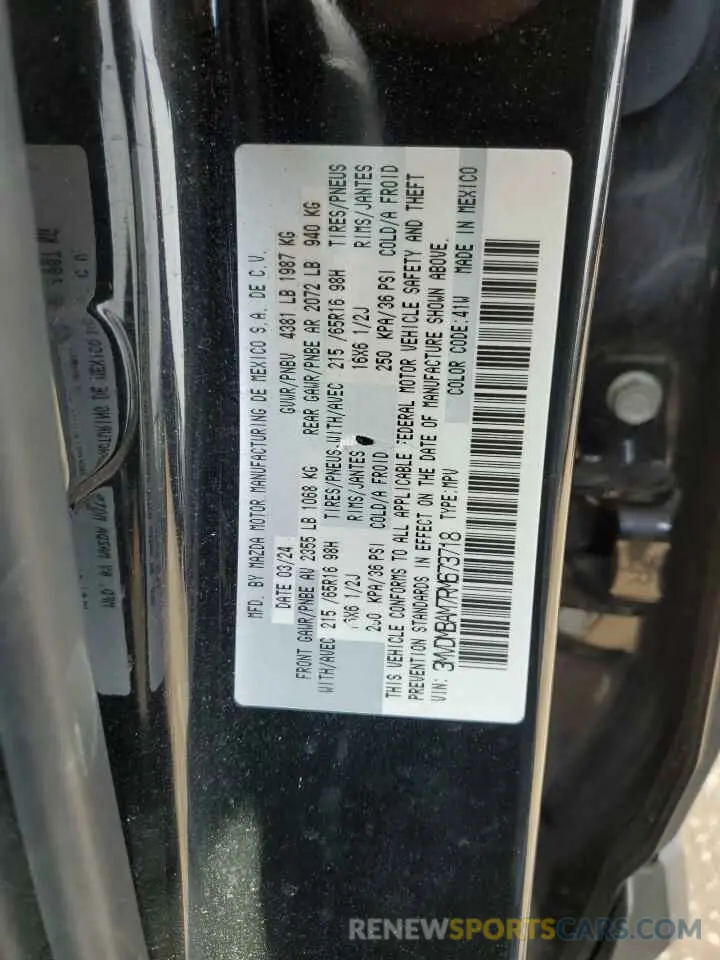 MFD. BY MAZDA MOTOR MANUFACTURING DE MEXICO S.A. DE C.V.
DATE 03/24 GVWR/PNBV 4381 LB 1987 KG
FRONT GAWR/PNBE AV 2355 LB 1068 KG REAR GAWR/PNBE AR 2072 LB 940 KG
WITH/AVEC 215 /65R16 98H TIRES/PNEUS WITH/AVEC 215 /65R16 98H TIRES/PNEUS
1/2J RIMS/JANTES 16X6 1/2J RIMS/JANTES
KPA/36 PSI COLD/A FROID 250 KPA/36 PSI COLD/A FROID
THIS VEHICLE CONFORMS TO ALL APPLICABLE FEDERAL MOTOR VEHICLE SAFETY AND THEFT
PREVENTION STANDARDS IN EFFECT ON THE DATE OF MANUFACTURE SHOWN ABOVE.
VIN: 3MVDMBAM7RM673718 TYPE:MPV COLOR CODE:41W MADE IN MEXICO
RENEWSPORTSCARS.COM